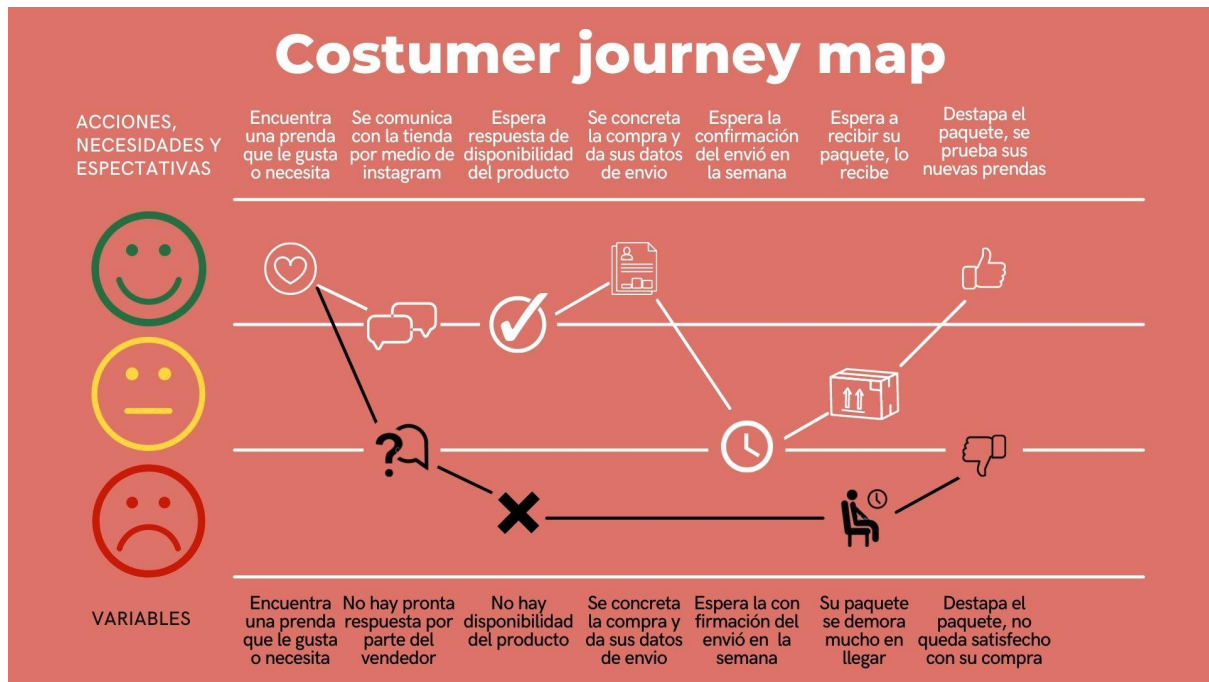 Costumer journey map
ACCIONES,
NECESIDADES Y
ESPECTATIVAS
Encuentra
una prenda
que le gusta
o necesita
Se comunica
con la tienda
por medio de
instagram
Espera
respuesta de
disponibilidad
del producto
Se concreta
la compra y
da sus datos
de envio
Espera la
confirmación
del envió en
la semana
Espera a
recibir su
paquete, lo
recibe
Destapa el
paquete, se
prueba sus
nuevas prendas
?
VARIABLES
Encuentra
una prenda
que le gusta
o necesita
No hay pronta
respuesta por
parte del
vendedor
No hay
disponibilidad
del producto
Se concreta
la compra y
da sus datos
de envio
Espera la con
firmación del
envió en la
semana
Su paquete
se demora
mucho en
llegar
Destapa el
paquete, no
queda satisfecho
con su compra